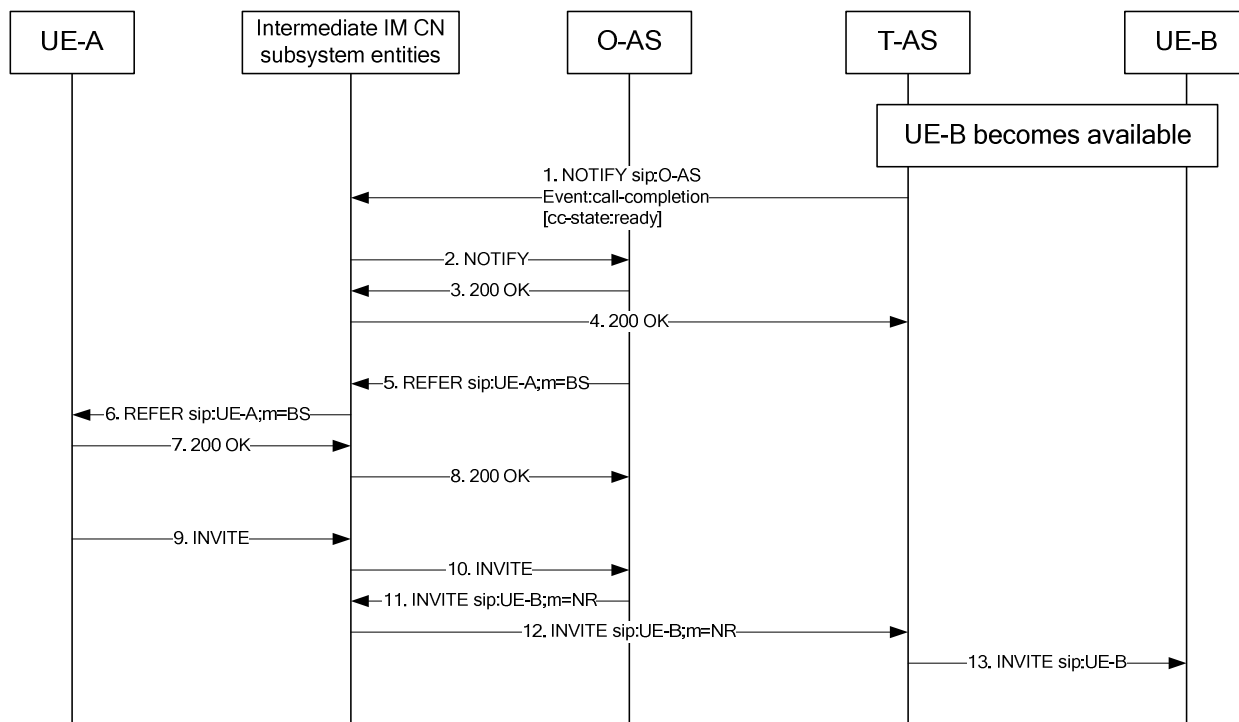 UE-A
Intermediate IM CN
subsystem entities
O-AS
T-AS
UE-B
UE-B becomes available
1. NOTIFY sip:O-AS
Event:call-completion
[cc-state:ready]
2. NOTIFY
3. 200 OK
4. 200 OK
5. REFER sip:UE-A;m=BS
6. REFER sip:UE-A;m=BS
7. 200 OK
8. 200 OK
9. INVITE
10. INVITE
11. INVITE sip:UE-B;m=NR
12. INVITE sip:UE-B;m=NR
13. INVITE sip:UE-B